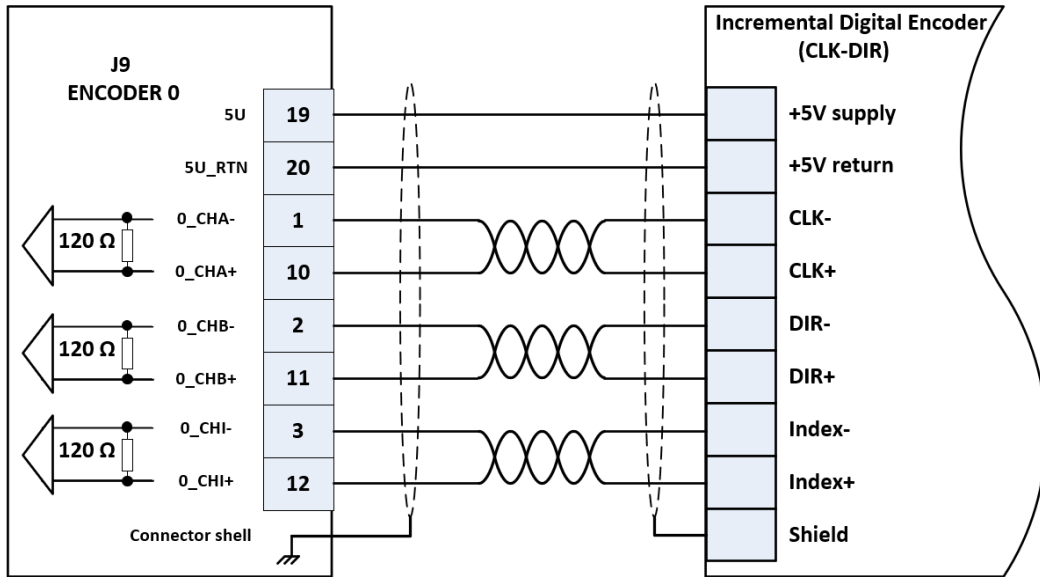 Incremental Digital Encoder
(CLK-DIR)
J9
ENCODER 0
5U 19 +5V supply
5U_RTN 20 +5V return
0_CHA- 1 CLK-
120 Ω
0_CHA+ 10 CLK+
0_CHB- 2 DIR-
120 Ω
0_CHB+ 11 DIR+
0_CHI- 3 Index-
120 Ω
0_CHI+ 12 Index+
Connector shell Shield